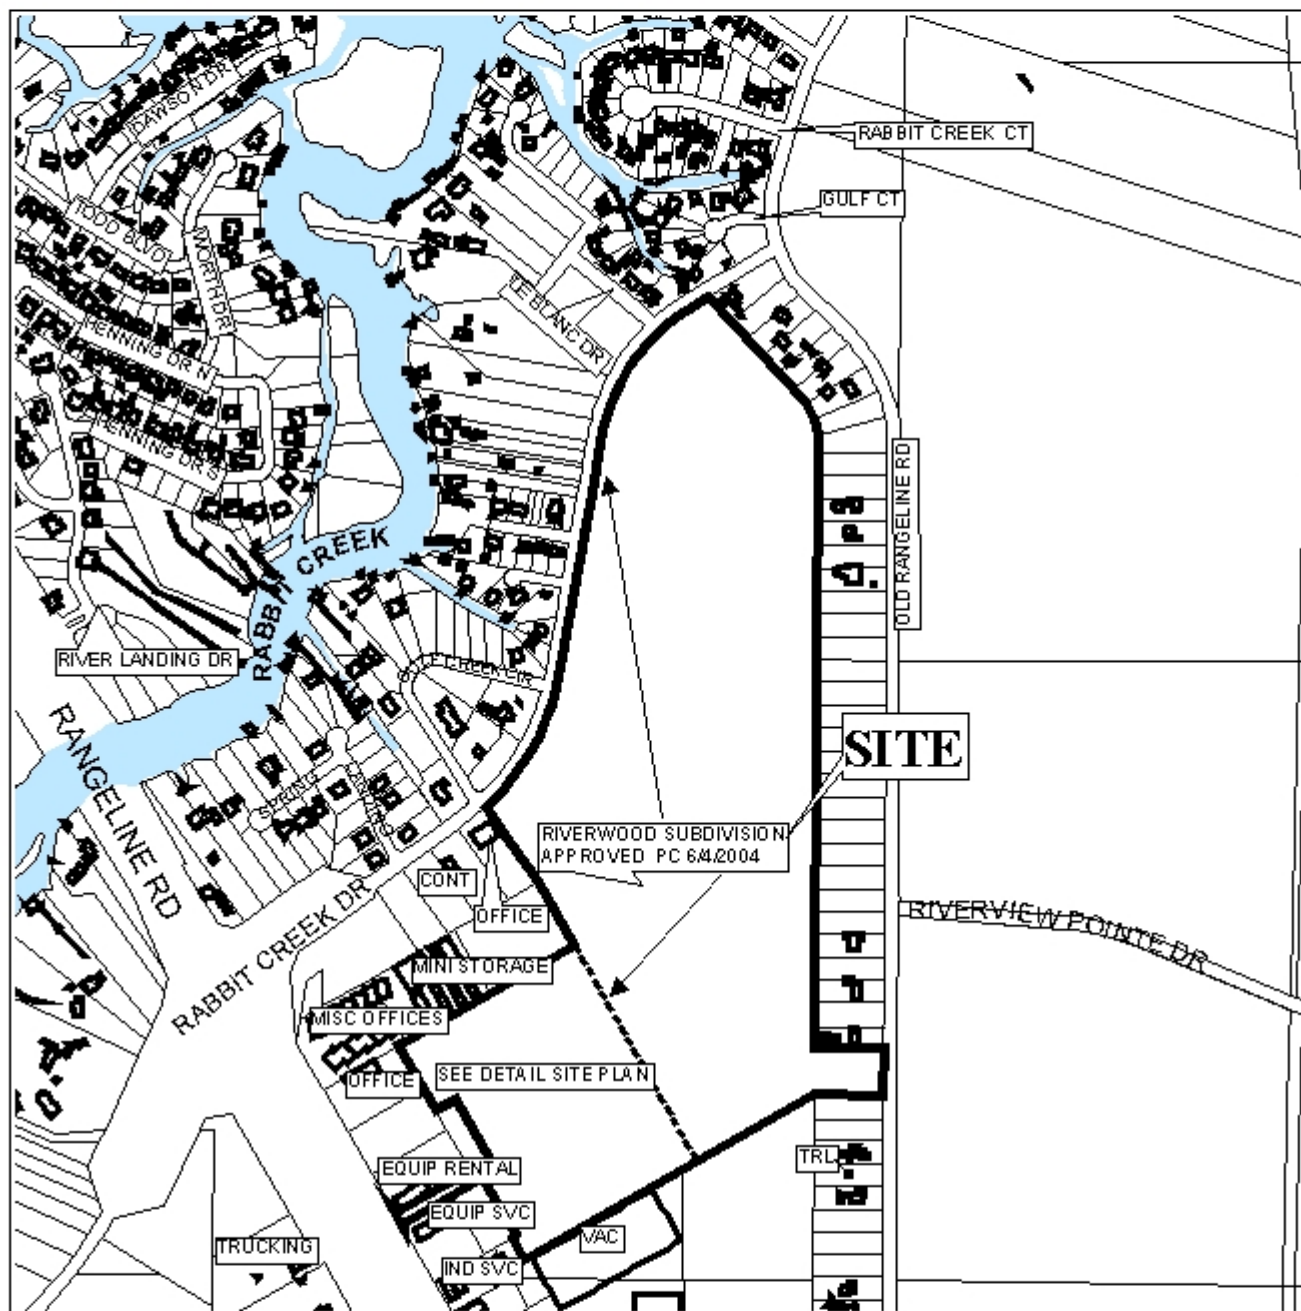 DAWSON DR
RABBIT CREEK CT
GULF CT
TODD BLVD
NORTH DR
LE BLANC DR
HENNING DR N
HENNING DR S
OLD RANGELINE RD
RABBIT CREEK
RIVER LANDING DR
CREEK CIR
RANGELINE RD
SITE
SPRING
RIVERWOOD SUBDIVISION
APPROVED PC 6/4/2004
CONT
OFFICE
RABBIT CREEK DR
RIVERVIEW POINTE DR
MINI STORAGE
MISC OFFICES
OFFICE
SEE DETAIL SITE PLAN
TRL
EQUIP RENTAL
EQUIP SVC
VAC
TRUCKING
IND SVC